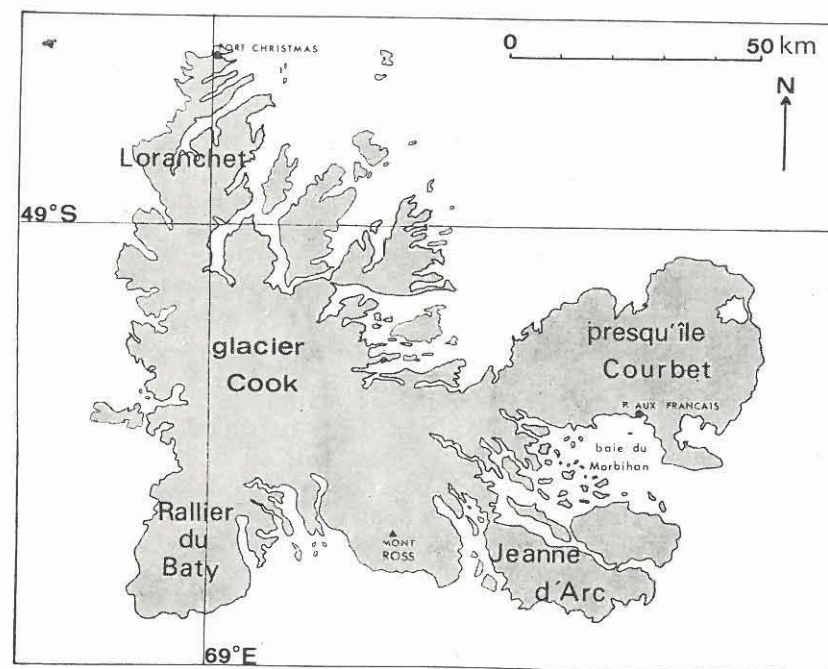 PORT CHRISTMAS
0
50 km
N
Loranchet
49°S
glacier
Cook
presqu'île
Courbet
P. AUX FRANCAIS
baie du
Morbihan
Rallier
du
Baty
MONT
ROSS
Jeanne
d'Arc
69°E